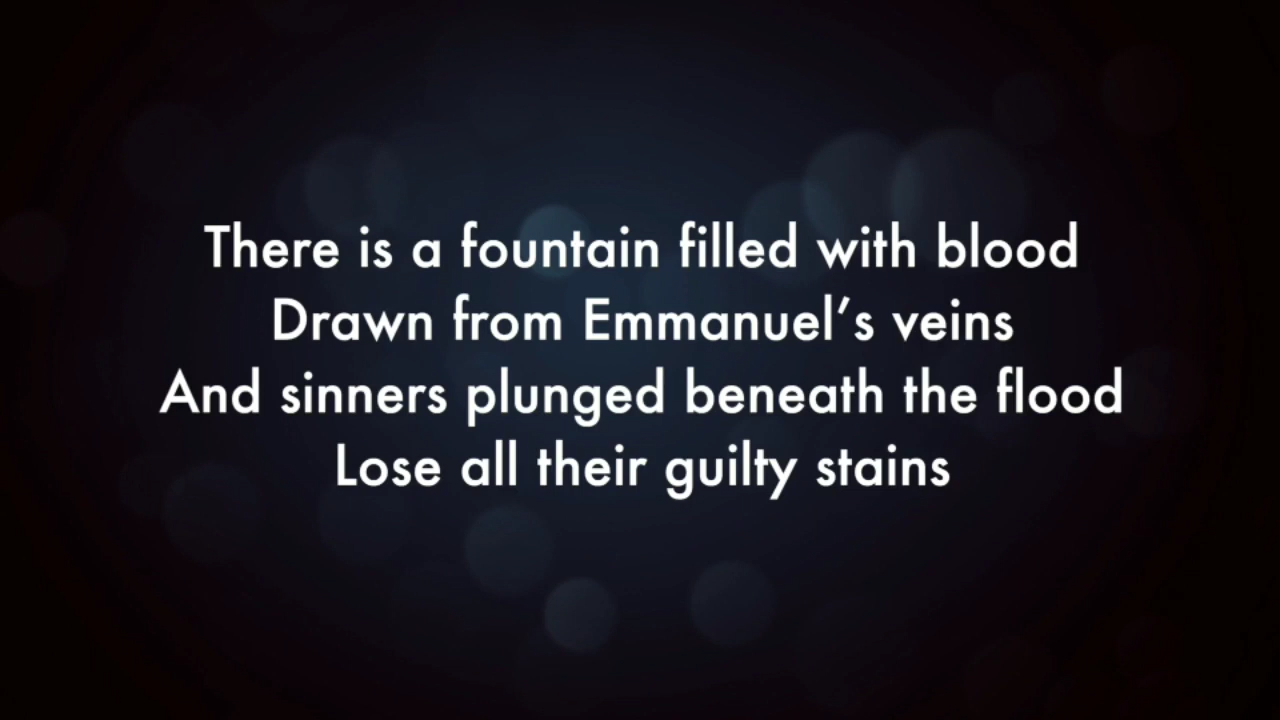 There is a fountain filled with blood
Drawn from Emmanuel’s veins
And sinners plunged beneath the flood
Lose all their guilty stains